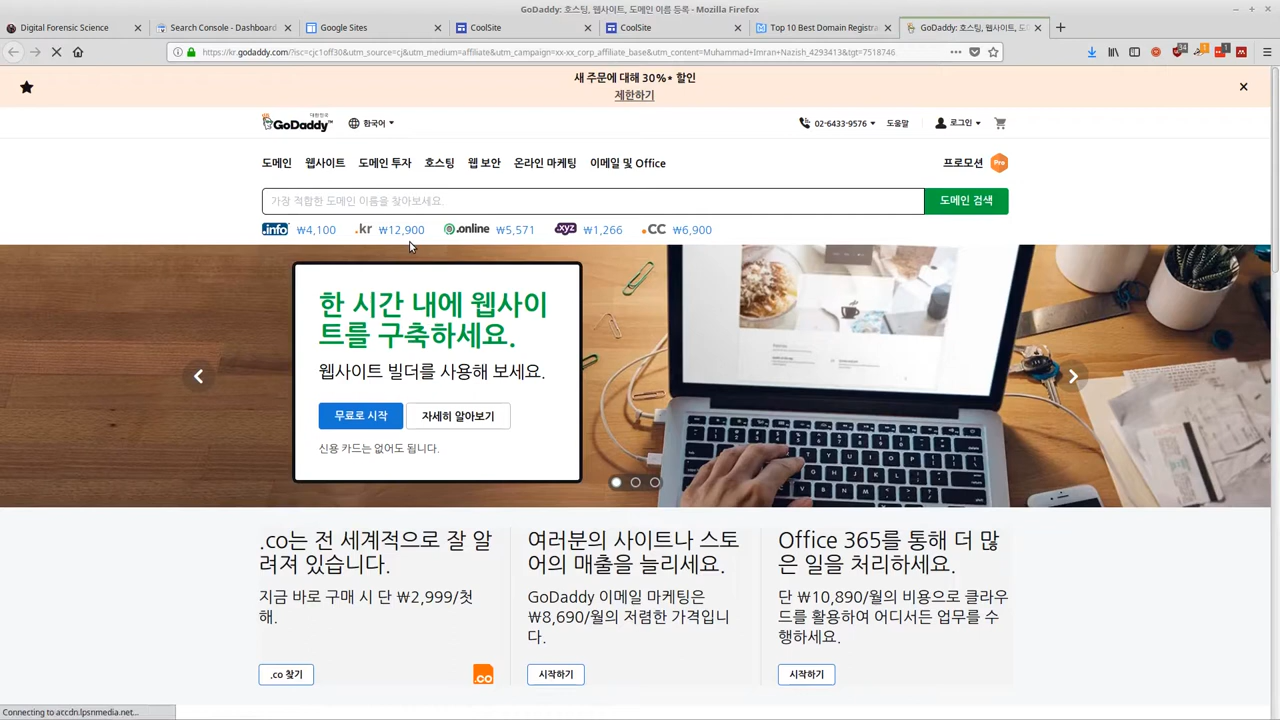 GoDaddy: 호스팅, 웹사이트, 도메인 이름 등록 - Mozilla Firefox
Digital Forensic Science
Search Console - Dashboard
Google Sites
CoolSite
CoolSite
Top 10 Best Domain Registra
GoDaddy: 호스팅, 웹사이트, 도
https://kr.godaddy.com/?isc=cjc1off30&utm_source=cj&utm_medium=affiliate&utm_campaign=xx-xx_corp_affiliate_base&utm_content=Muhammad+Imran+Nazish_4293413&tgt=7518746
34
1
1
새 주문에 대해 30%* 할인
제한하기
대한민국
GoDaddy™
한국어
02-6433-9576
도움말
로그인
도메인 웹사이트 도메인 투자 호스팅 웹 보안 온라인 마케팅 이메일 및 Office
프로모션
Pro
가장 적합한 도메인 이름을 찾아보세요.
도메인 검색
.info ₩4,100 .kr ₩12,900 .online ₩5,571 .xyz ₩1,266 .CC ₩6,900
한 시간 내에 웹사이
트를 구축하세요.
웹사이트 빌더를 사용해 보세요.
무료로 시작
자세히 알아보기
신용 카드는 없어도 됩니다.
.co는 전 세계적으로 잘 알
려져 있습니다.
지금 바로 구매 시 단 ₩2,999/첫
해.
.co 찾기
.co
여러분의 사이트나 스토
어의 매출을 늘리세요.
GoDaddy 이메일 마케팅은
₩8,690/월의 저렴한 가격입니
다.
시작하기
Office 365를 통해 더 많
은 일을 처리하세요.
단 ₩10,890/월의 비용으로 클라우
드를 활용하여 어디서든 업무를 수
행하세요.
시작하기
Connecting to accdn.lpsnmedia.net...